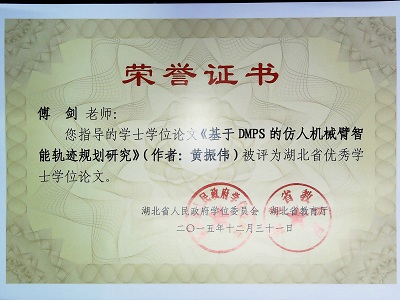 荣誉证书
傅 剑 老师：
您指导的学士学位论文《基于DMPS的仿人机械臂智
能轨迹规划研究》（作者：黄振伟）被评为湖北省优秀学
士学位论文。
湖北省人民政府学位委员会 湖北省教育厅
二〇一五年十二月三十一日